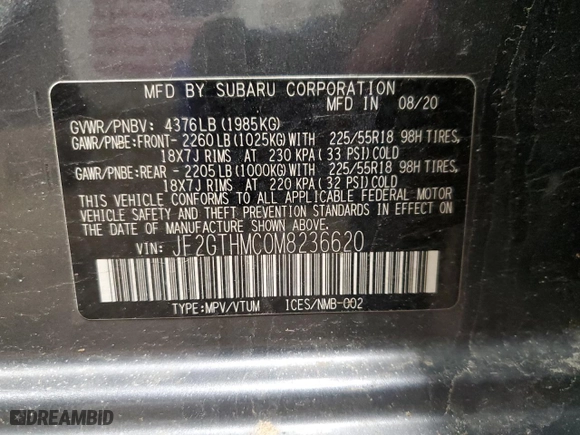 MFD BY SUBARU CORPORATION
MFD IN 08/20
GVWR/PNBV: 4376LB (1985KG)
GAWR/PNBE:FRONT- 2260LB (1025KG)WITH 225/55R18 98H TIRES,
18X7J RIMS AT 230 KPA (33 PSI) COLD
GAWR/PNBE:REAR - 2205LB (1000KG)WITH 225/55R18 98H TIRES,
18X7J RIMS AT 220 KPA (32 PSI) COLD
THIS VEHICLE CONFORMS TO ALL APPLICABLE FEDERAL MOTOR
VEHICLE SAFETY AND THEFT PREVENTION STANDARDS IN EFFECT ON
THE DATE OF MANUFACTURE SHOWN ABOVE.
VIN: JF2GTHMC0M8236620
TYPE:MPV/VTUM ICES/NMB-002
DREAMBID